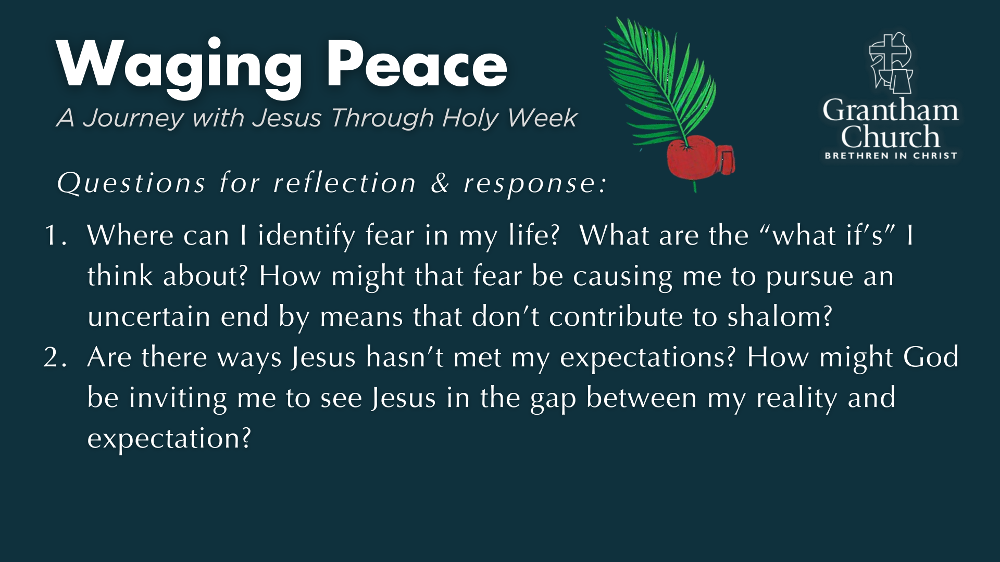 Waging Peace
A Journey with Jesus Through Holy Week
Grantham
Church
BRETHREN IN CHRIST
Questions for reflection & response:
1. Where can I identify fear in my life?  What are the “what if’s” I
think about? How might that fear be causing me to pursue an
uncertain end by means that don’t contribute to shalom?
2. Are there ways Jesus hasn’t met my expectations? How might God
be inviting me to see Jesus in the gap between my reality and
expectation?